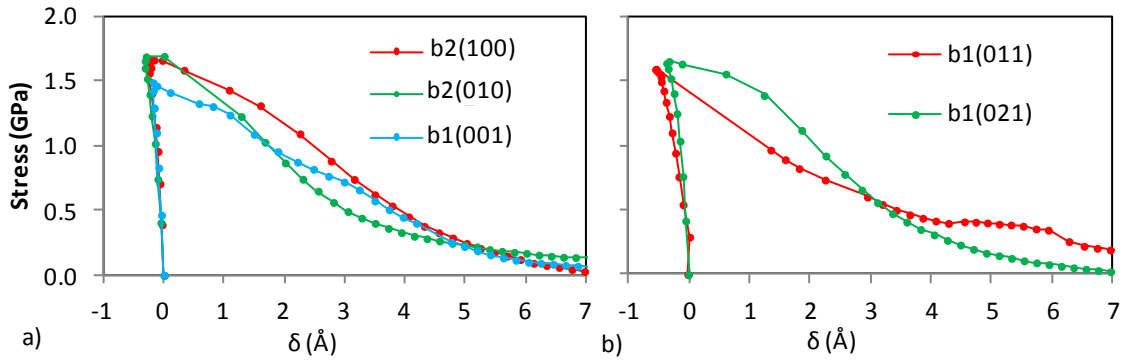 2.0
1.5
1.0
0.5
0.0
Stress (GPa)
b2(100)
b2(010)
b1(001)
-1 0 1 2 3 4 5 6 7
a) δ (Å)
b1(011)
b1(021)
-1 0 1 2 3 4 5 6 7
b) δ (Å)